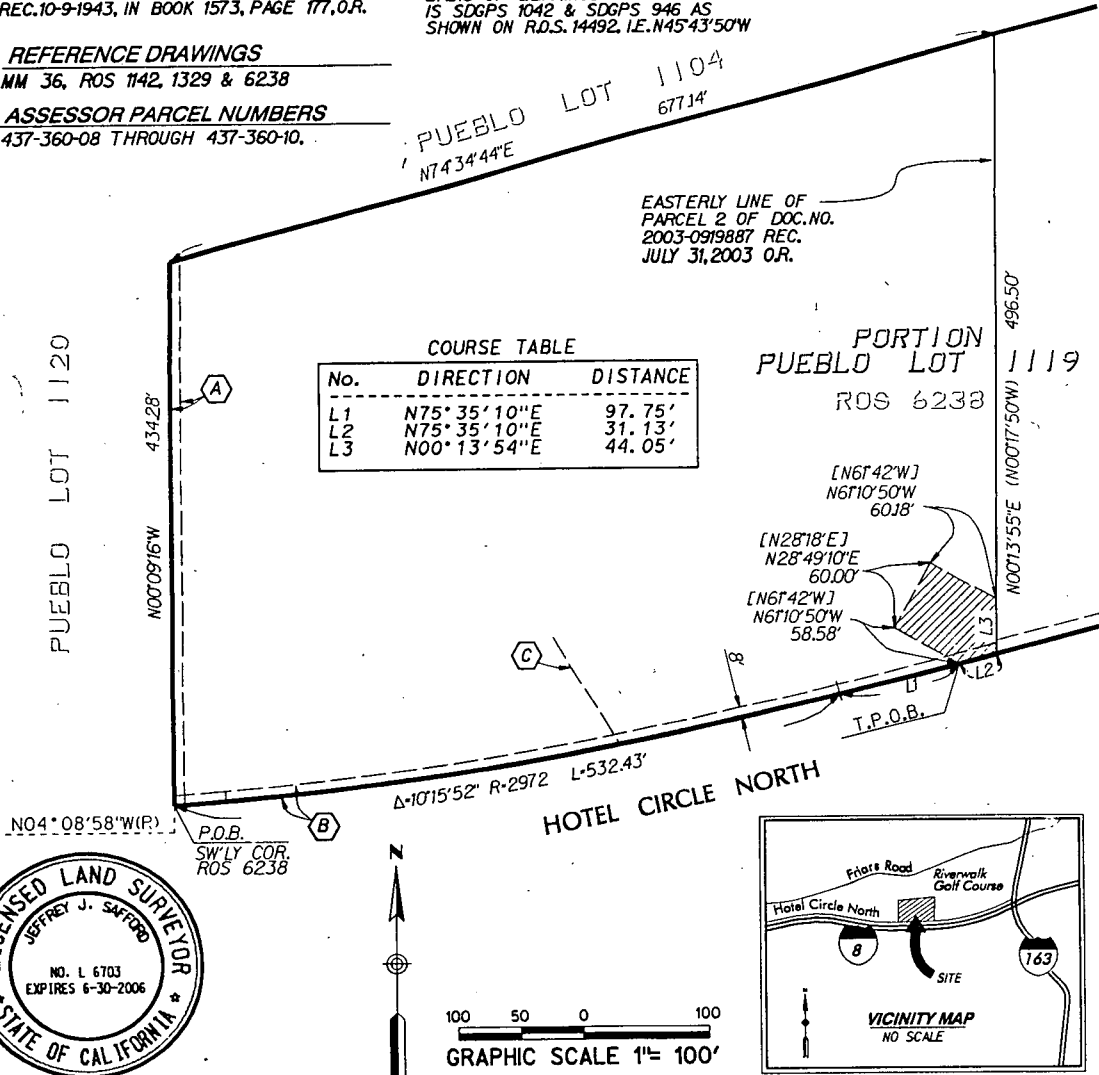 REC.10-9-1943, IN BOOK 1573, PAGE 177,O.R.
IS SDGPS 1042 & SDGPS 946 AS
SHOWN ON R.O.S. 14492, I.E. N45°43'50"W
REFERENCE DRAWINGS
MM 36, ROS 1142, 1329 & 6238
ASSESSOR PARCEL NUMBERS
437-360-08 THROUGH 437-360-10.
PUEBLO LOT 1104
N74°34'44"E
677.14'
EASTERLY LINE OF
PARCEL 2 OF DOC.NO.
2003-0919887 REC.
JULY 31,2003 O.R.
PUEBLO LOT 1120
A
434.28'
N00°09'16"W
COURSE TABLE
No. DIRECTION DISTANCE
L1 N75°35'10"E 97.75'
L2 N75°35'10"E 31.13'
L3 N00°13'54"E 44.05'
PORTION
PUEBLO LOT 1119
ROS 6238
496.50'
N00°13'55"E (N00°17'50"W)
[N61°42'W]
N61°10'50"W
60.18'
[N28°18'E]
N28°49'10"E
60.00'
[N61°42'W]
N61°10'50"W
58.58'
L3
C
8'
L1
L2
T.P.O.B.
Δ=10°15'52" R=2972 L=532.43'
HOTEL CIRCLE NORTH
B
N04°08'58"W(R)
P.O.B.
SW'LY COR.
ROS 6238
LAND SURVEYOR
JEFFREY J. SAFFORD
NO. L 6703
EXPIRES 6-30-2006
STATE OF CALIFORNIA
N
100 50 0 100
GRAPHIC SCALE 1"= 100'
Friars Road
Riverwalk
Golf Course
Hotel Circle North
8
163
SITE
VICINITY MAP
NO SCALE